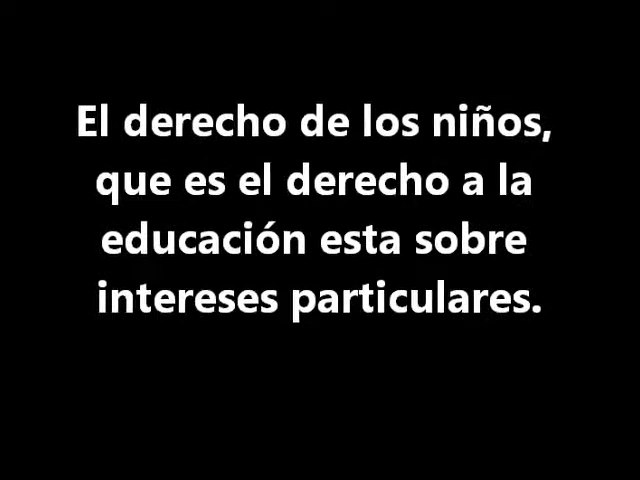 El derecho de los niños,
que es el derecho a la
educación esta sobre
intereses particulares.